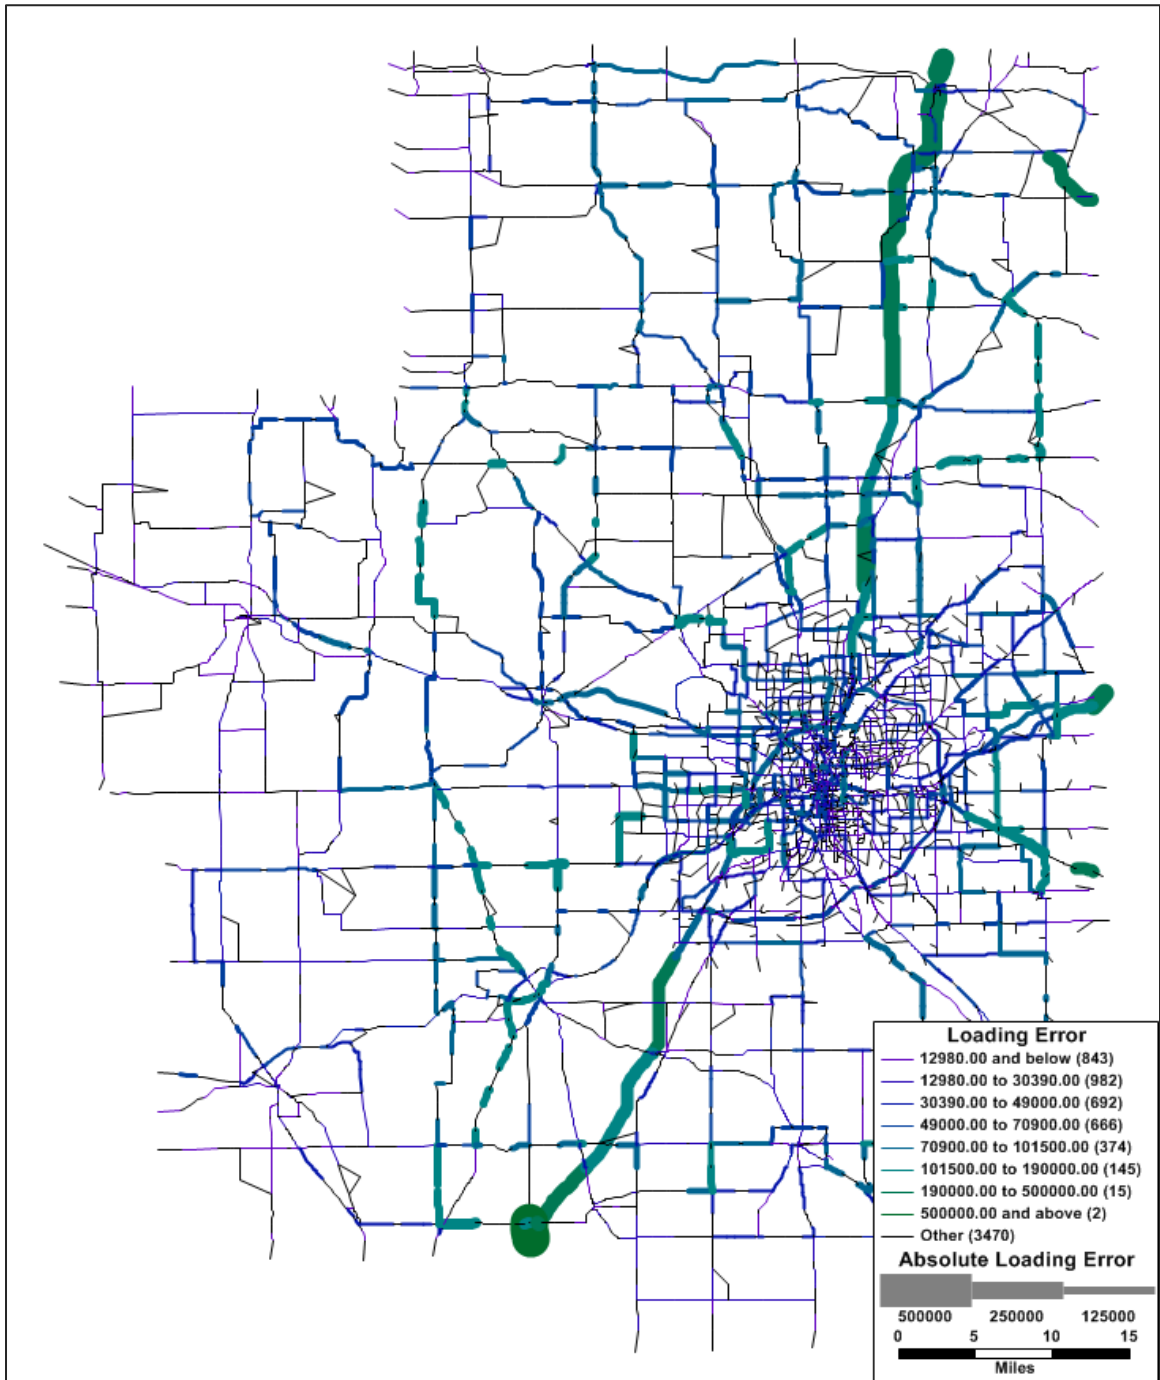 Loading Error
12980.00 and below (843)
12980.00 to 30390.00 (982)
30390.00 to 49000.00 (692)
49000.00 to 70900.00 (666)
70900.00 to 101500.00 (374)
101500.00 to 190000.00 (145)
190000.00 to 500000.00 (15)
500000.00 and above (2)
Other (3470)
Absolute Loading Error
500000 250000 125000
0 5 10 15
Miles